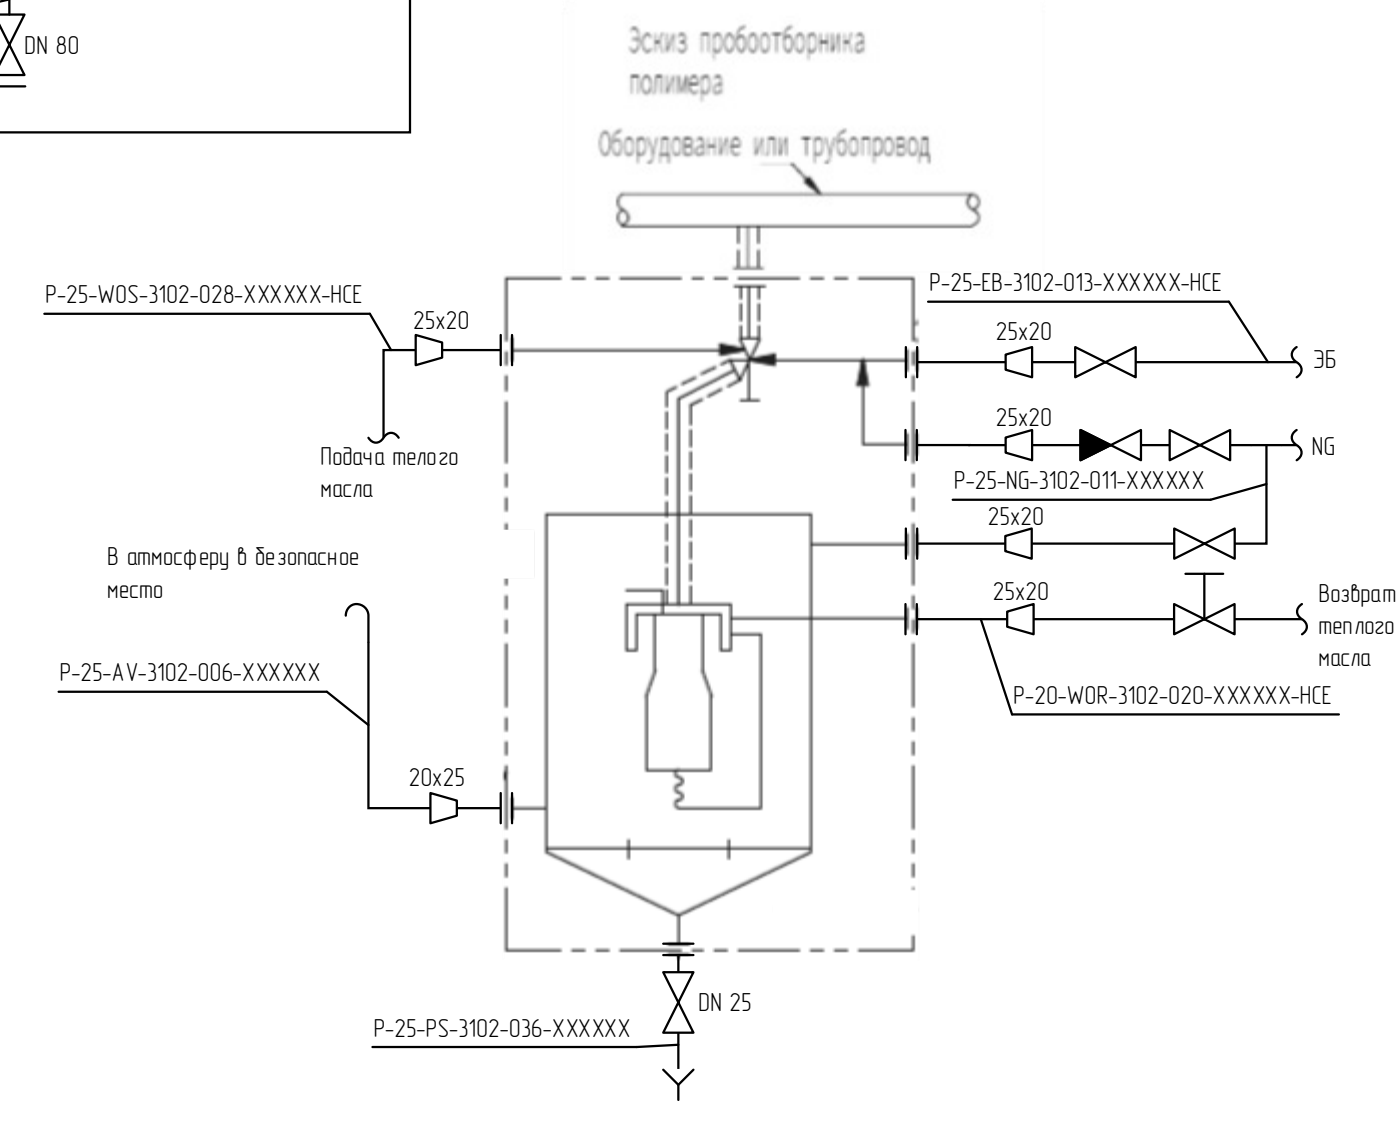 DN 80
Эскиз пробоотборника
полимера
Оборудование или трубопровод
P-25-WOS-3102-028-XXXXXX-HCE
25x20
P-25-EB-3102-013-XXXXXX-HCE
25x20
ЭБ
25x20
NG
Подача телого
масла
P-25-NG-3102-011-XXXXXX
25x20
В атмосферу в безопасное
место
25x20
Возврат
теплого
масла
P-25-AV-3102-006-XXXXXX
P-20-WOR-3102-020-XXXXXX-HCE
20x25
DN 25
P-25-PS-3102-036-XXXXXX